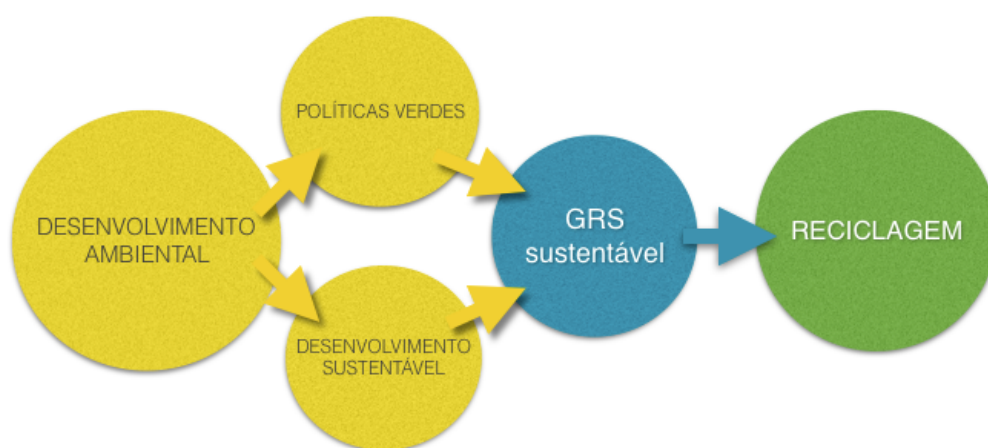 POLÍTICAS VERDES
DESENVOLVIMENTO
AMBIENTAL
GRS
sustentável
RECICLAGEM
DESENVOLVIMENTO
SUSTENTÁVEL